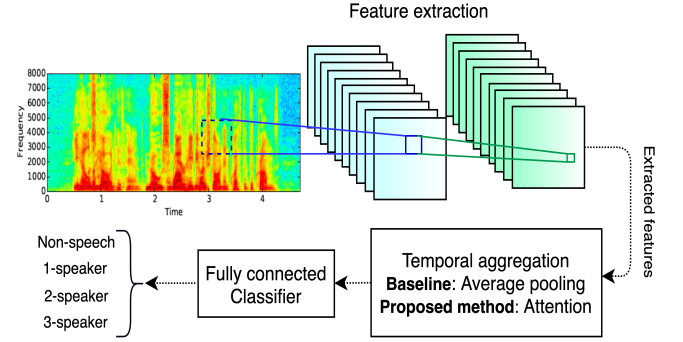 Feature extraction
8000
7000
6000
5000
4000
3000
2000
1000
0
Frequency
0 1 2 3 4
Time
Extracted features
Temporal aggregation
Baseline: Average pooling
Proposed method: Attention
Fully connected
Classifier
Non-speech
1-speaker
2-speaker
3-speaker